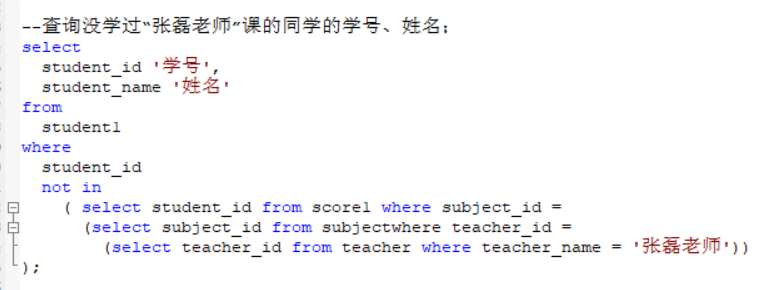 --查询没学过“张磊老师”课的同学的学号、姓名;
select
student_id '学号',
student_name '姓名'
from
student1
where
student_id
not in
( select student_id from score1 where subject_id =
(select subject_id from subjectwhere teacher_id =
(select teacher_id from teacher where teacher_name = '张磊老师'))
);